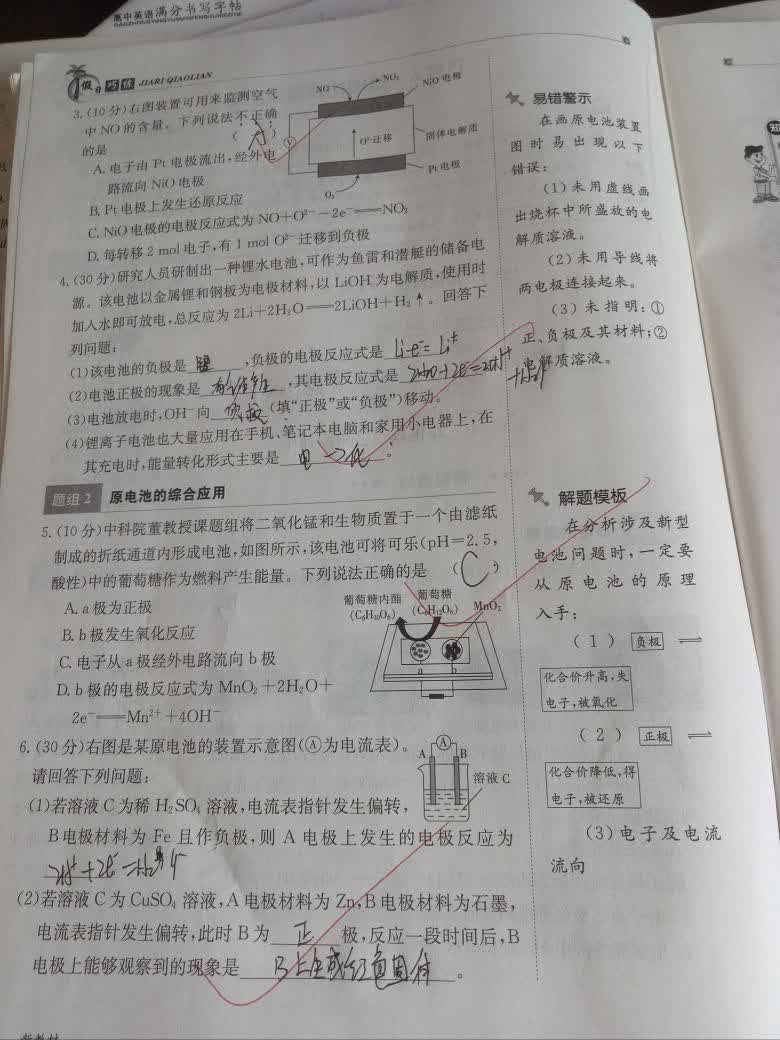 高中英语满分书写字帖
假日巧练 JIARI QIAOLIAN
3.(10分)右图装置可用来监测空气
中NO的含量。下列说法不正确
的是 ( )
A. 电子由Pt电极流出,经外电
路流向NiO电极
B. Pt电极上发生还原反应
C. NiO电极的电极反应式为NO+O²⁻−2e⁻══NO₂
D. 每转移2 mol电子,有1 mol O²⁻迁移到负极
NO
NO₂
NiO电极
V
O²⁻迁移
固体电解质
Pt电极
O₂
4.(30分)研究人员研制出一种锂水电池,可作为鱼雷和潜艇的储备电
源。该电池以金属锂和钢板为电极材料,以LiOH为电解质,使用时
加入水即可放电,总反应为2Li+2H₂O══2LiOH+H₂↑。回答下
列问题:
(1)该电池的负极是 锂 ,负极的电极反应式是 Li-e⁻=Li⁺
(2)电池正极的现象是 ,其电极反应式是 2H₂O+2e⁻=2OH⁻+H₂↑
(3)电池放电时,OH⁻向 负极 (填“正极”或“负极”)移动。
(4)锂离子电池也大量应用在手机、笔记本电脑和家用小电器上,在
其充电时,能量转化形式主要是 电→化 。
题组2 原电池的综合应用
5.(10分)中科院董教授课题组将二氧化锰和生物质置于一个由滤纸
制成的折纸通道内形成电池,如图所示,该电池可将可乐(pH=2.5,
酸性)中的葡萄糖作为燃料产生能量。下列说法正确的是 ( C )
A. a极为正极
B. b极发生氧化反应
C. 电子从a极经外电路流向b极
D. b极的电极反应式为MnO₂+2H₂O+
2e⁻══Mn²⁺+4OH⁻
葡萄糖内酯
(C₆H₁₀O₆)
葡萄糖
(C₆H₁₂O₆)
MnO₂
a b
6.(30分)右图是某原电池的装置示意图(Ⓐ为电流表)。
请回答下列问题:
(1)若溶液C为稀H₂SO₄溶液,电流表指针发生偏转,
B电极材料为Fe且作负极,则A电极上发生的电极反应为
2H⁺+2e⁻=H₂↑
(2)若溶液C为CuSO₄溶液,A电极材料为Zn,B电极材料为石墨,
电流表指针发生偏转,此时B为 正 极,反应一段时间后,B
电极上能够观察到的现象是 B上生成红色固体 。
A
A B
溶液C
易错警示
在画原电池装置
图时易出现以下
错误:
(1)未用虚线画
出烧杯中所盛放的电
解质溶液。
(2)未用导线将
两电极连接起来。
(3)未指明:①
正、负极及其材料;②
电解质溶液。
解题模板
在分析涉及新型
电池问题时,一定要
从原电池的原理
入手:
(1) 负极 ⇌
化合价升高,失
电子,被氧化
(2) 正极 ⇌
化合价降低,得
电子,被还原
(3)电子及电流
流向
知